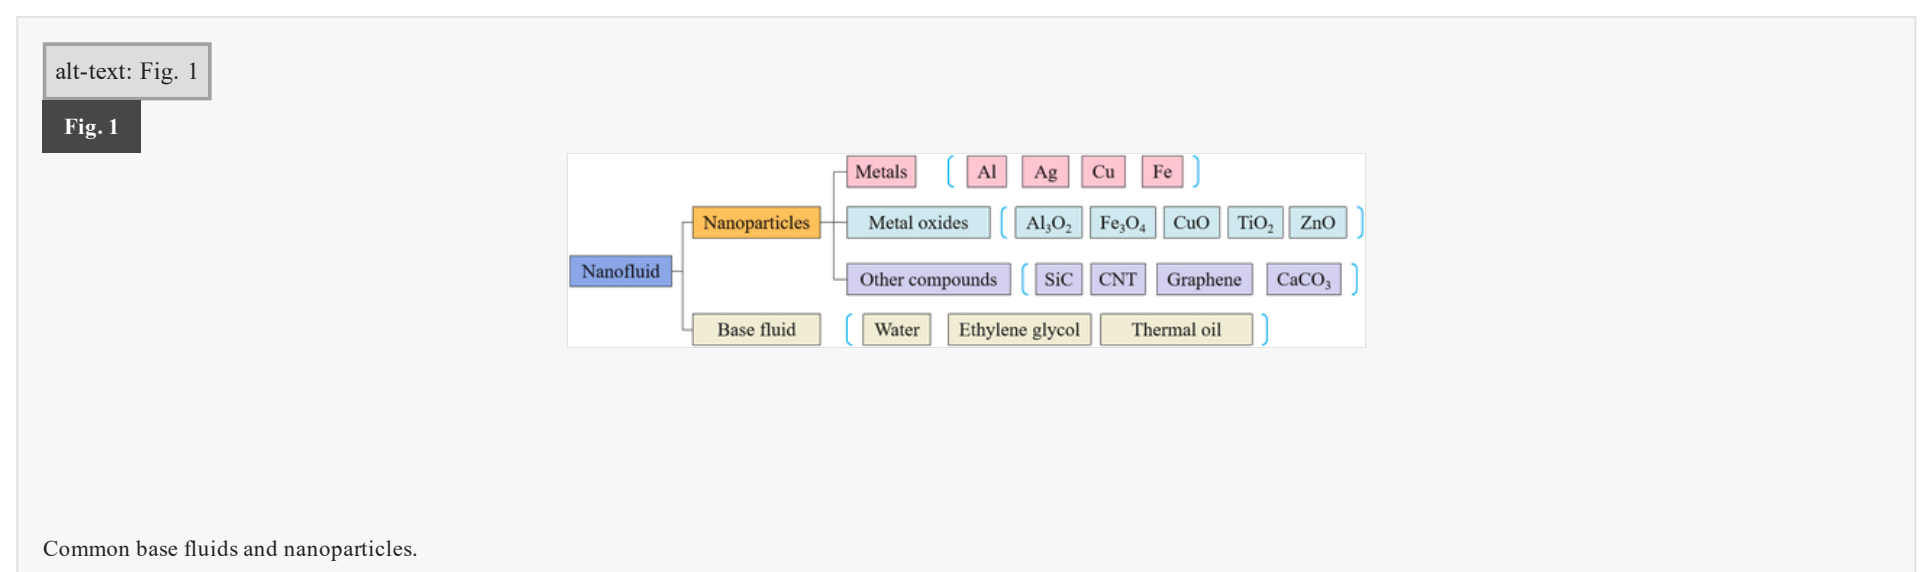 alt-text: Fig. 1
Fig. 1
Metals ( Al Ag Cu Fe )
Nanoparticles Metal oxides ( Al₃O₂ Fe₃O₄ CuO TiO₂ ZnO )
Nanofluid
Other compounds ( SiC CNT Graphene CaCO₃ )
Base fluid ( Water Ethylene glycol Thermal oil )
Common base fluids and nanoparticles.